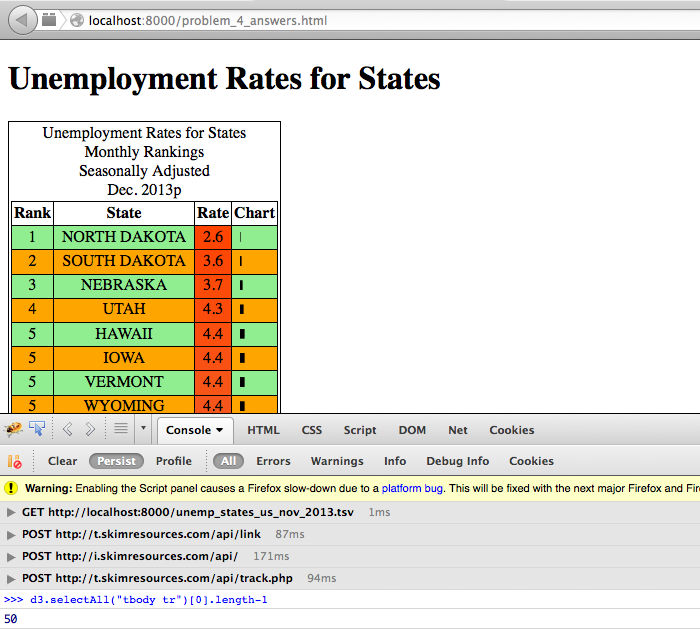 localhost:8000/problem_4_answers.html
Unemployment Rates for States
Unemployment Rates for States
Monthly Rankings
Seasonally Adjusted
Dec. 2013p
Rank State Rate Chart
1 NORTH DAKOTA 2.6
2 SOUTH DAKOTA 3.6
3 NEBRASKA 3.7
4 UTAH 4.3
5 HAWAII 4.4
5 IOWA 4.4
5 VERMONT 4.4
5 WYOMING 4.4
Console HTML CSS Script DOM Net Cookies
Clear Persist Profile All Errors Warnings Info Debug Info Cookies
Warning: Enabling the Script panel causes a Firefox slow-down due to a platform bug. This will be fixed with the next major Firefox and Fir
GET http://localhost:8000/unemp_states_us_nov_2013.tsv 1ms
POST http://t.skimresources.com/api/link 87ms
POST http://i.skimresources.com/api/ 171ms
POST http://t.skimresources.com/api/track.php 94ms
>>> d3.selectAll("tbody tr")[0].length-1
50